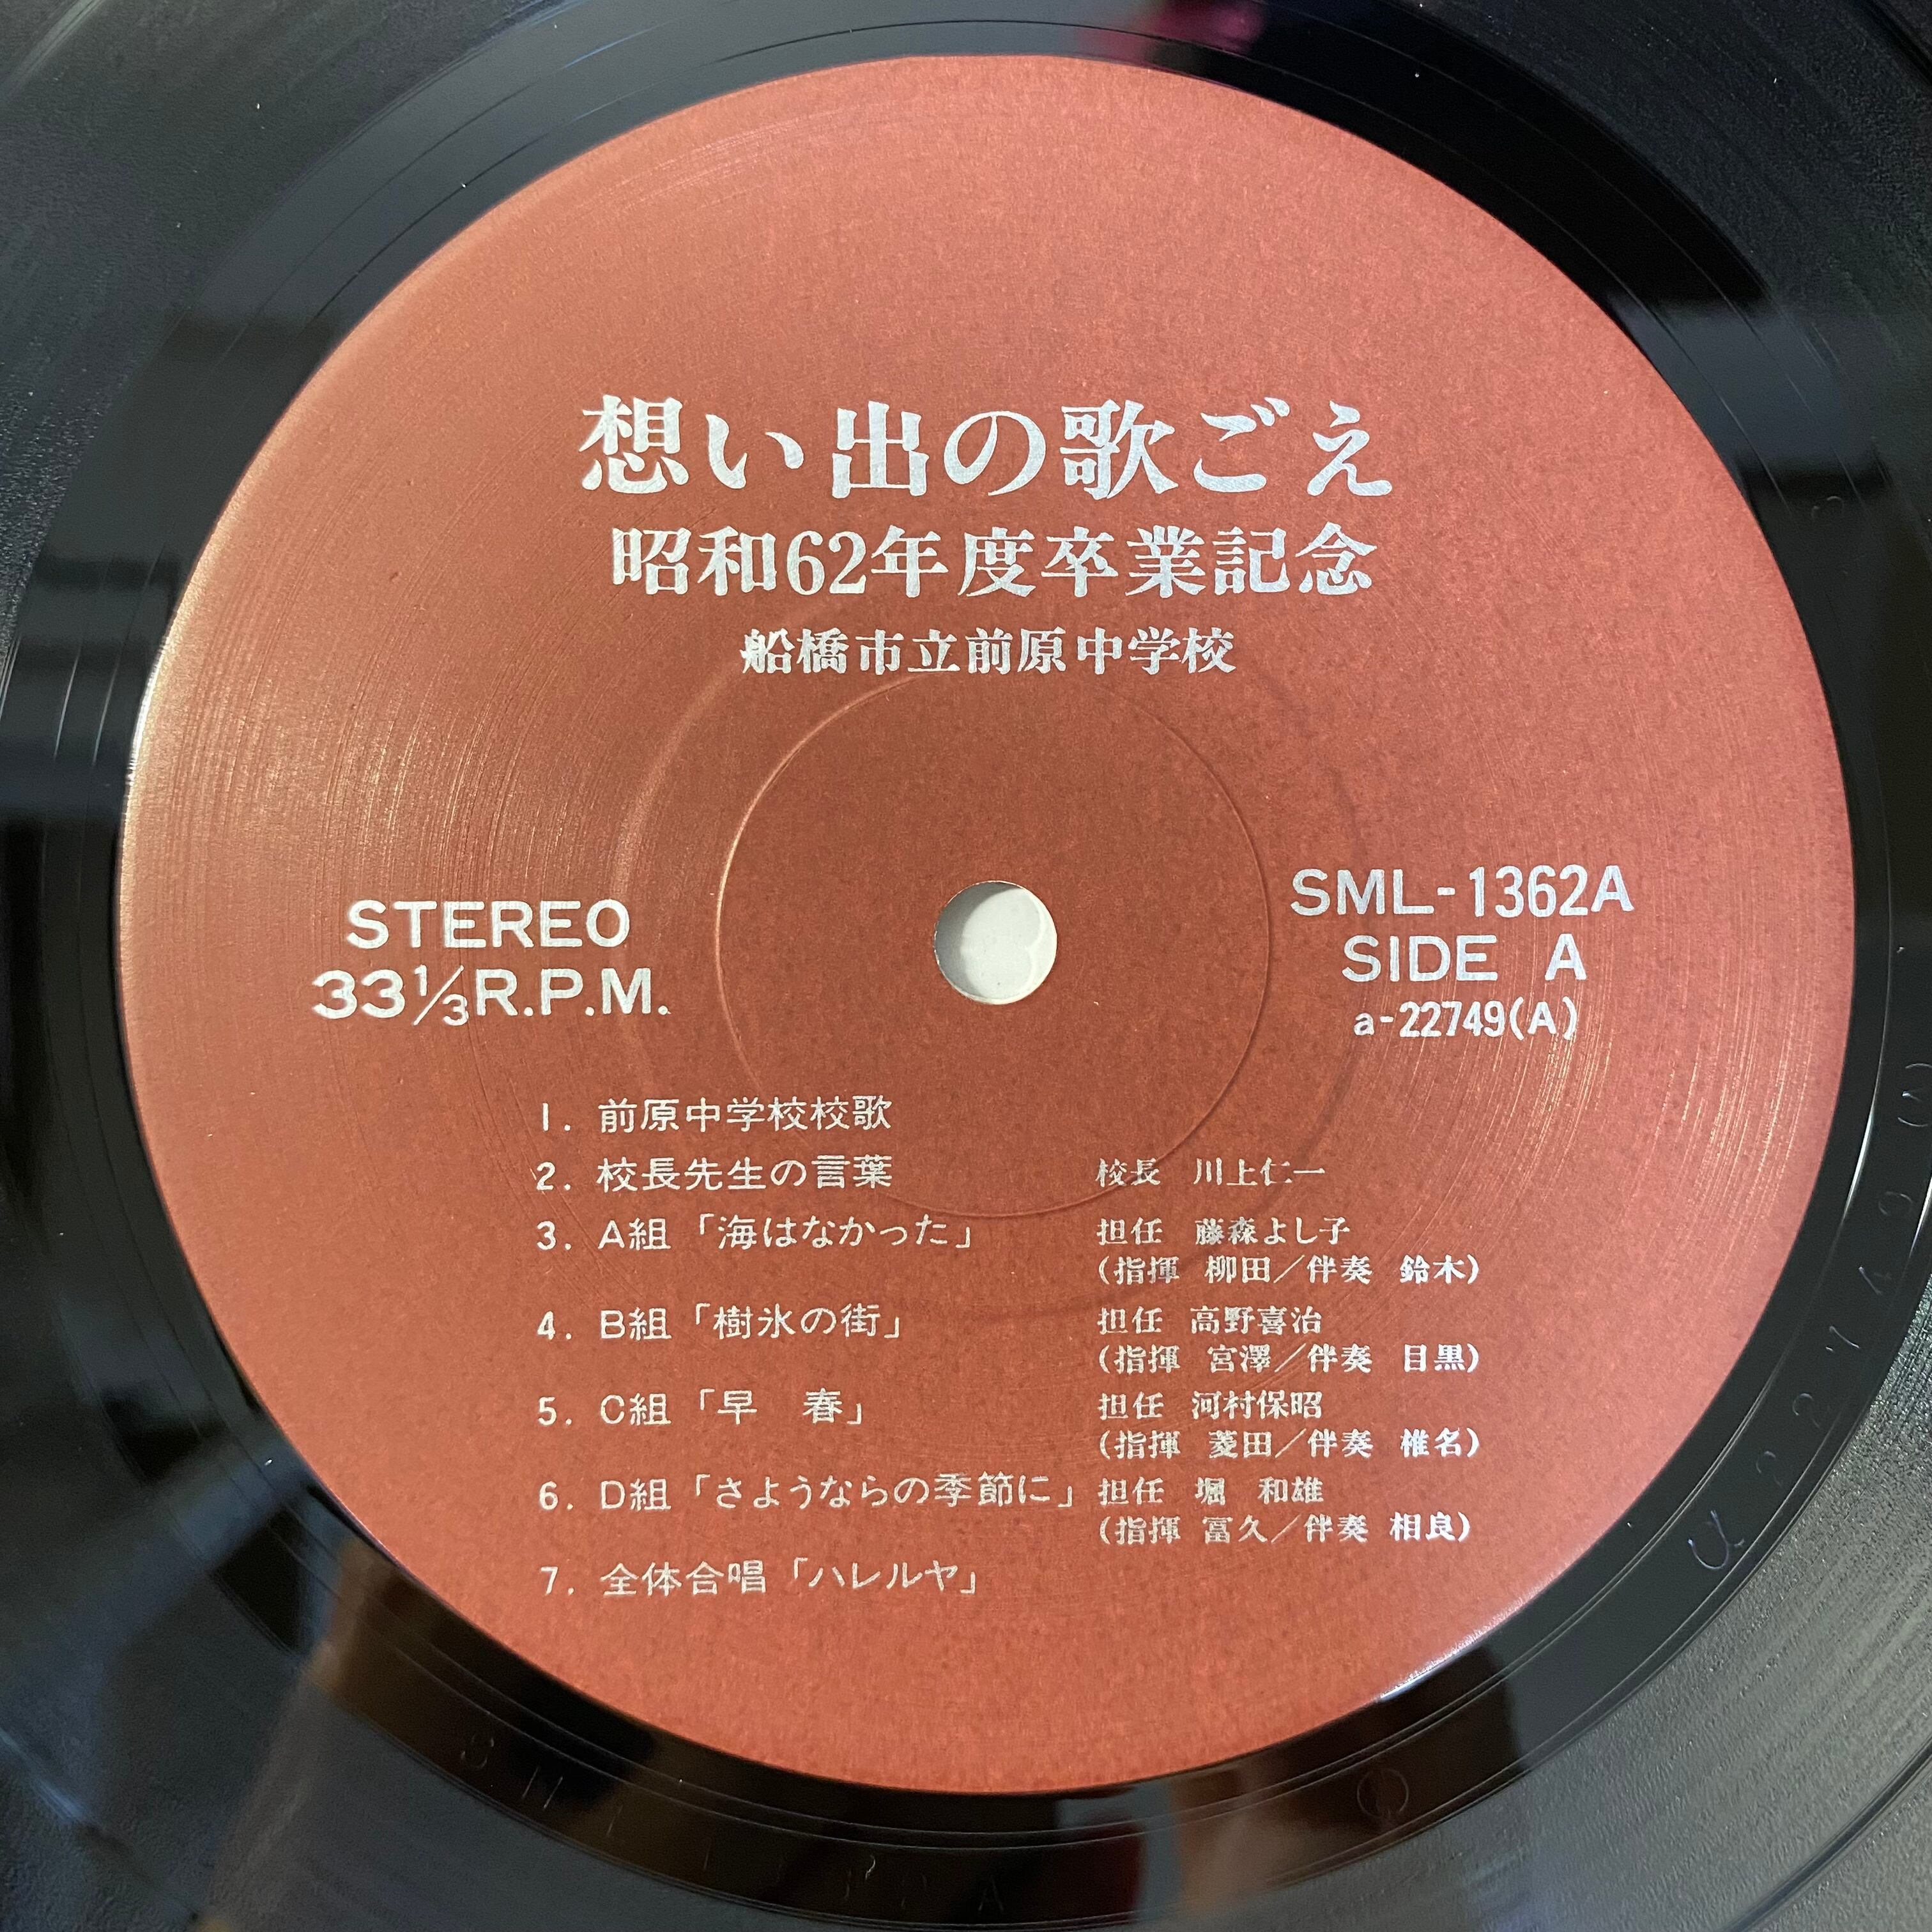 想い出の歌ごえ
昭和62年度卒業記念
船橋市立前原中学校
STEREO
33⅓R.P.M.
SML-1362A
SIDE A
a-22749(A)
1. 前原中学校校歌
2. 校長先生の言葉 校長 川上仁一
3. A組「海はなかった」 担任 藤森よし子
(指揮 柳田／伴奏 鈴木)
4. B組「樹氷の街」 担任 高野喜治
(指揮 宮澤／伴奏 目黒)
5. C組「早 春」 担任 河村保昭
(指揮 菱田／伴奏 椎名)
6. D組「さようならの季節に」 担任 堀 和雄
(指揮 冨久／伴奏 相良)
7. 全体合唱「ハレルヤ」